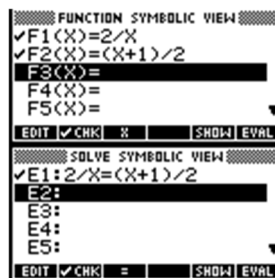 FUNCTION SYMBOLIC VIEW
✔F1(X)=2/X
✔F2(X)=(X+1)/2
F3(X)=
F4(X)=
F5(X)=
EDIT ✔CHK X SHOW EVAL
SOLVE SYMBOLIC VIEW
✔E1:2/X=(X+1)/2
E2:
E3:
E4:
E5:
EDIT ✔CHK = SHOW EVAL